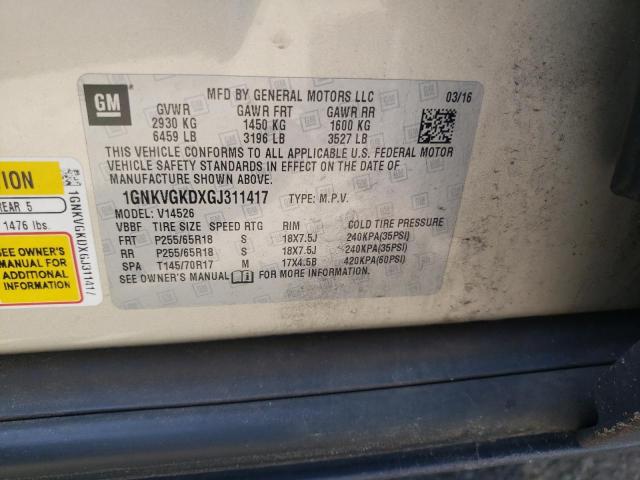 GM
MFD BY GENERAL MOTORS LLC 03/16
GVWR GAWR FRT GAWR RR
2930 KG 1450 KG 1600 KG
6459 LB 3196 LB 3527 LB
THIS VEHICLE CONFORMS TO ALL APPLICABLE U.S. FEDERAL MOTOR
VEHICLE SAFETY STANDARDS IN EFFECT ON THE DATE OF
MANUFACTURE SHOWN ABOVE.
1GNKVGKDXGJ311417 TYPE: M.P.V.
MODEL: V14526
VBBF TIRE SIZE SPEED RTG RIM COLD TIRE PRESSURE
FRT P255/65R18 S 18X7.5J 240KPA(35PSI)
RR P255/65R18 S 18X7.5J 240KPA(35PSI)
SPA T145/70R17 M 17X4.5B 420KPA(60PSI)
SEE OWNER'S MANUAL FOR MORE INFORMATION
TION
REAR 5
1476 lbs.
SEE OWNER'S
MANUAL FOR
ADDITIONAL
INFORMATION
1GNKVGKDXGJ311417